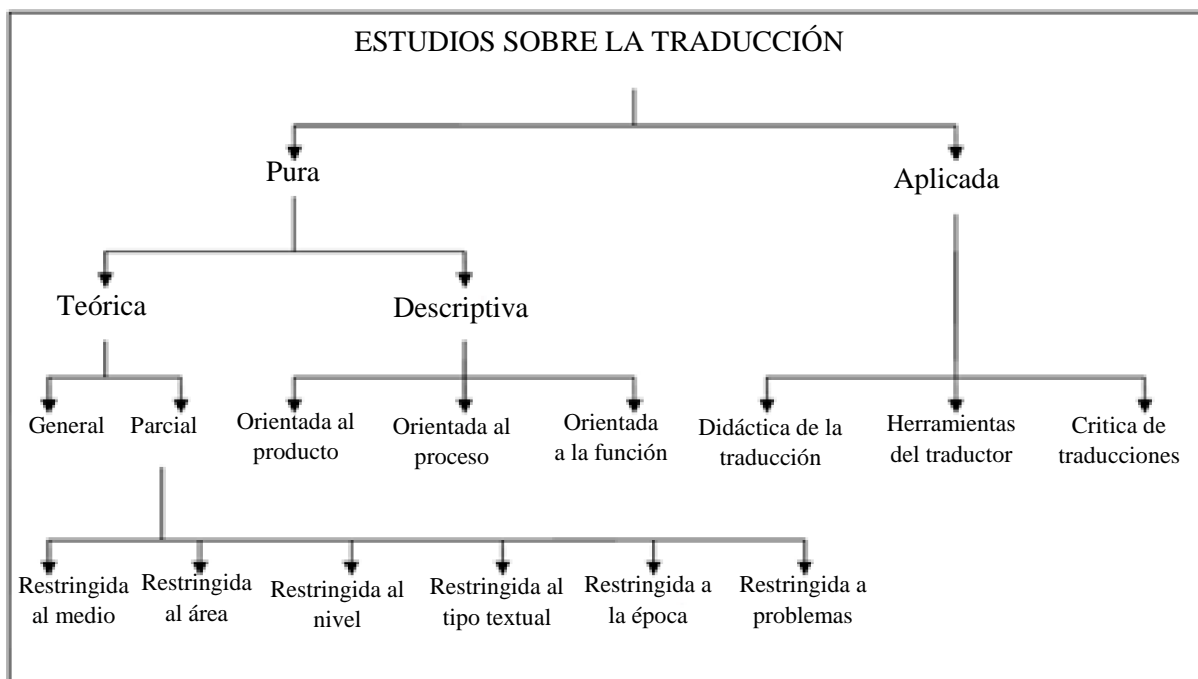 ESTUDIOS SOBRE LA TRADUCCIÓN
Pura
Aplicada
Teórica
Descriptiva
General
Parcial
Orientada al
producto
Orientada al
proceso
Orientada
a la función
Didáctica de la
traducción
Herramientas
del traductor
Critica de
traducciones
Restringida
al medio
Restringida
al área
Restringida al
nivel
Restringida al
tipo textual
Restringida a
la época
Restringida a
problemas